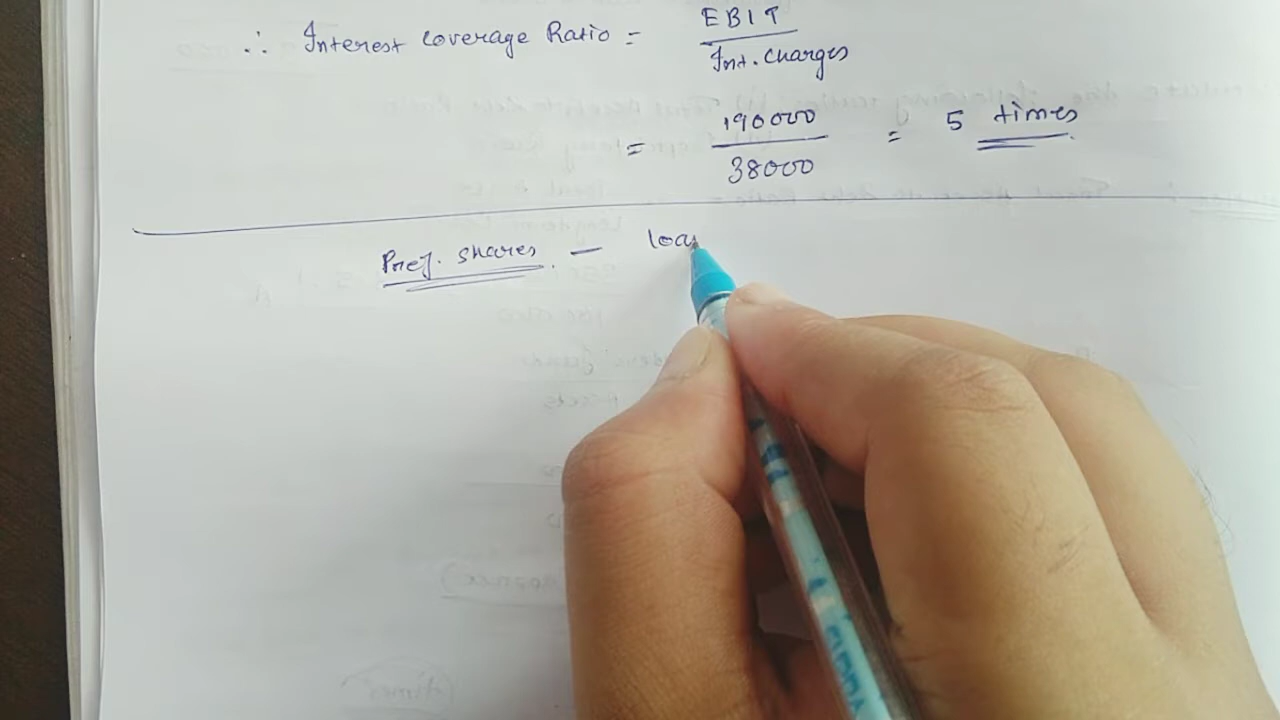 ∴ Interest Coverage Ratio = EBIT / Int. Charges
= 190000 / 38000 = 5 times
Pref. Shares – loa